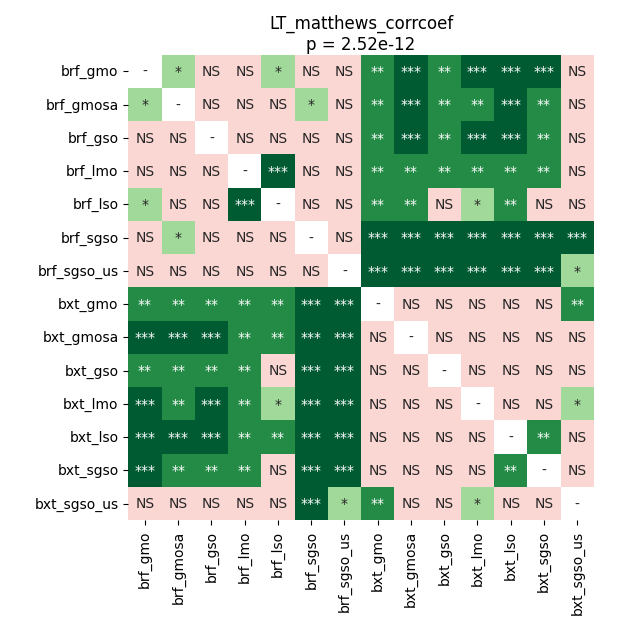 LT_matthews_corrcoef
p = 2.52e-12
brf_gmo - * NS NS * NS NS ** *** ** *** *** *** NS
brf_gmosa * - NS NS NS * NS ** *** ** ** *** ** NS
brf_gso NS NS - NS NS NS NS ** *** ** *** *** ** NS
brf_lmo NS NS NS - *** NS NS ** ** ** ** ** ** NS
brf_lso * NS NS *** - NS NS ** ** NS * ** NS NS
brf_sgso NS * NS NS NS - NS *** *** *** *** *** *** ***
brf_sgso_us NS NS NS NS NS NS - *** *** *** *** *** *** *
bxt_gmo ** ** ** ** ** *** *** - NS NS NS NS NS **
bxt_gmosa *** *** *** ** ** *** *** NS - NS NS NS NS NS
bxt_gso ** ** ** ** NS *** *** NS NS - NS NS NS NS
bxt_lmo *** ** *** ** * *** *** NS NS NS - NS NS *
bxt_lso *** *** *** ** ** *** *** NS NS NS NS - ** NS
bxt_sgso *** ** ** ** NS *** *** NS NS NS NS ** - NS
bxt_sgso_us NS NS NS NS NS *** * ** NS NS * NS NS -
brf_gmo brf_gmosa brf_gso brf_lmo brf_lso brf_sgso brf_sgso_us bxt_gmo bxt_gmosa bxt_gso bxt_lmo bxt_lso bxt_sgso bxt_sgso_us